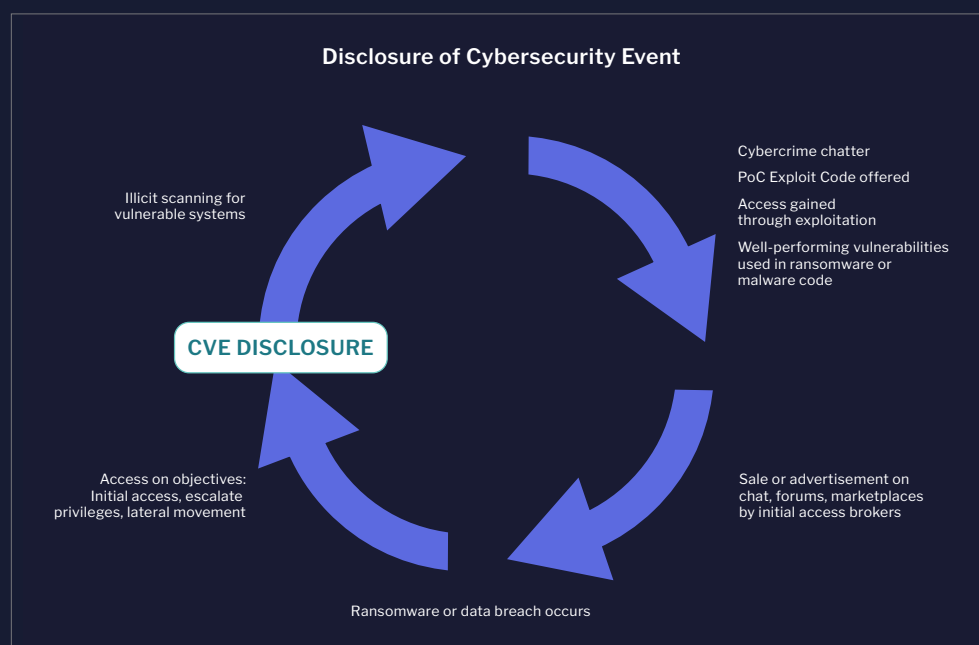 Disclosure of Cybersecurity Event
Illicit scanning for
vulnerable systems
Cybercrime chatter
PoC Exploit Code offered
Access gained
through exploitation
Well-performing vulnerabilities
used in ransomware or
malware code
CVE DISCLOSURE
Access on objectives:
Initial access, escalate
privileges, lateral movement
Sale or advertisement on
chat, forums, marketplaces
by initial access brokers
Ransomware or data breach occurs